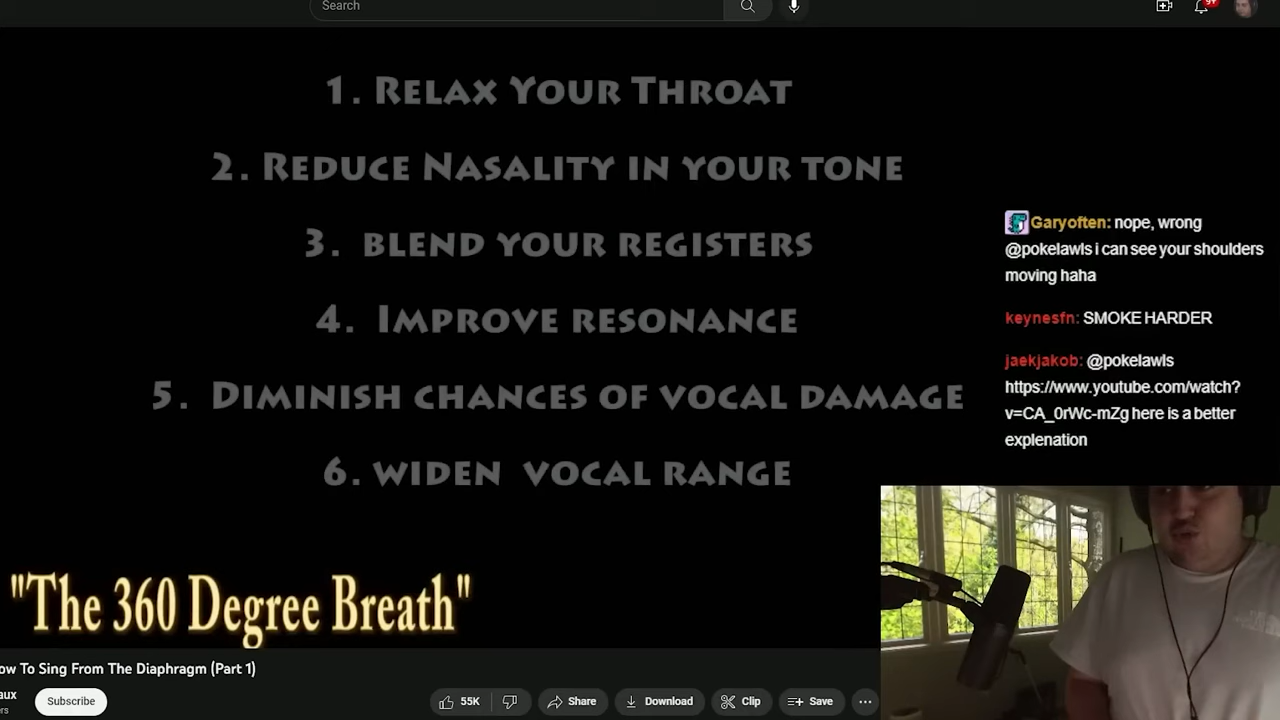 Search
9+
1. RELAX YOUR THROAT
2. REDUCE NASALITY IN YOUR TONE
3. BLEND YOUR REGISTERS
4. IMPROVE RESONANCE
5. DIMINISH CHANCES OF VOCAL DAMAGE
6. WIDEN VOCAL RANGE
"The 360 Degree Breath"
Garyoften: nope, wrong
@pokelawls i can see your shoulders
moving haha
keynesfn: SMOKE HARDER
jaekjakob: @pokelawls
https://www.youtube.com/watch?
v=CA_0rWc-mZg here is a better
explenation
ow To Sing From The Diaphragm (Part 1)
aux
ers
Subscribe
55K
Share
Download
Clip
Save